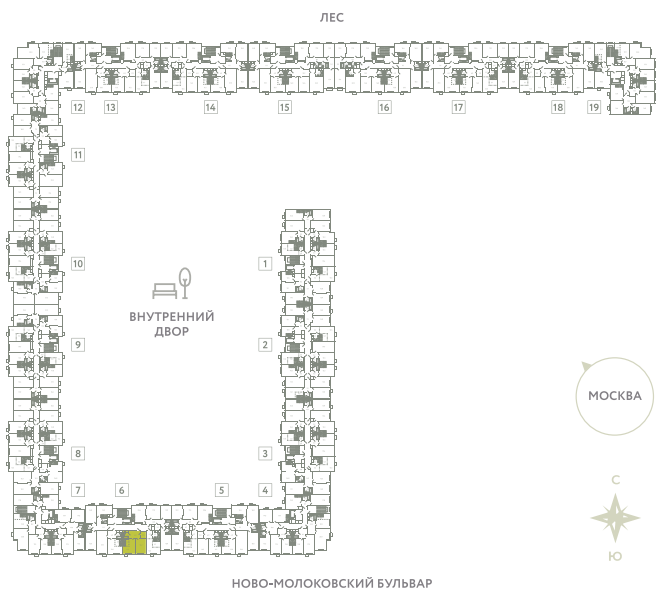 ЛЕС
12 13 14 15 16 17 18 19
11
10 1
ВНУТРЕННИЙ
ДВОР
9 2
МОСКВА
8 3
7 6 5 4
С
Ю
НОВО-МОЛОКОВСКИЙ БУЛЬВАР